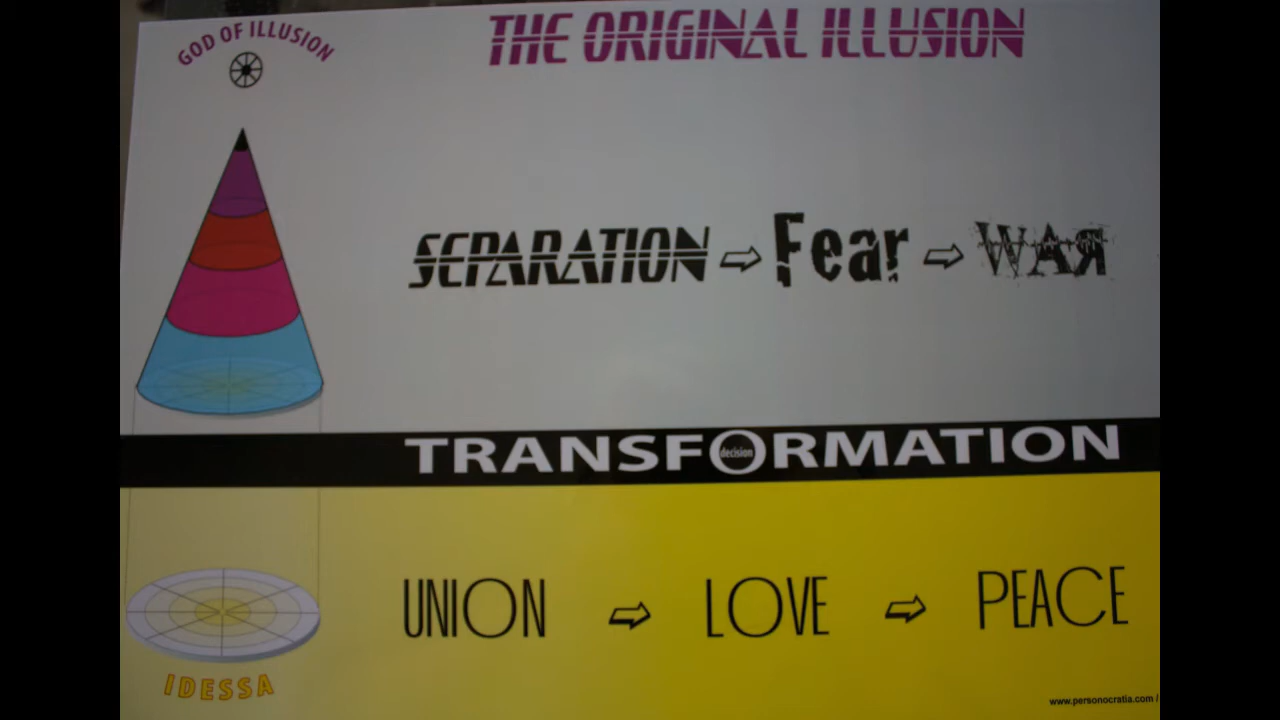 GOD OF ILLUSION
THE ORIGINAL ILLUSION
SEPARATION ⇨ Fear ⇨ WAR
TRANSFORMATION
decision
UNION ⇨ LOVE ⇨ PEACE
IDESSA
www.personocratia.com /